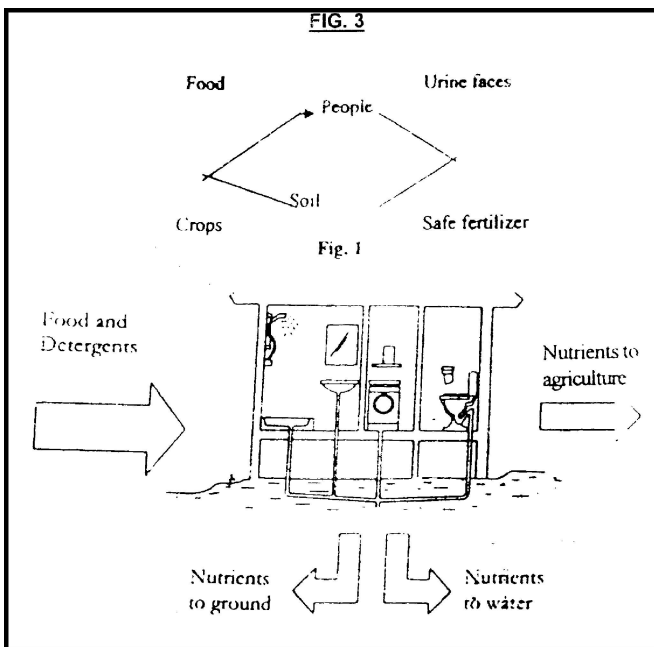 FIG. 3
Food
Urine faces
People
Soil
Crops
Safe fertilizer
Fig. 1
Food and
Detergents
Nutrients to
agriculture
Nutrients
to ground
Nutrients
to water